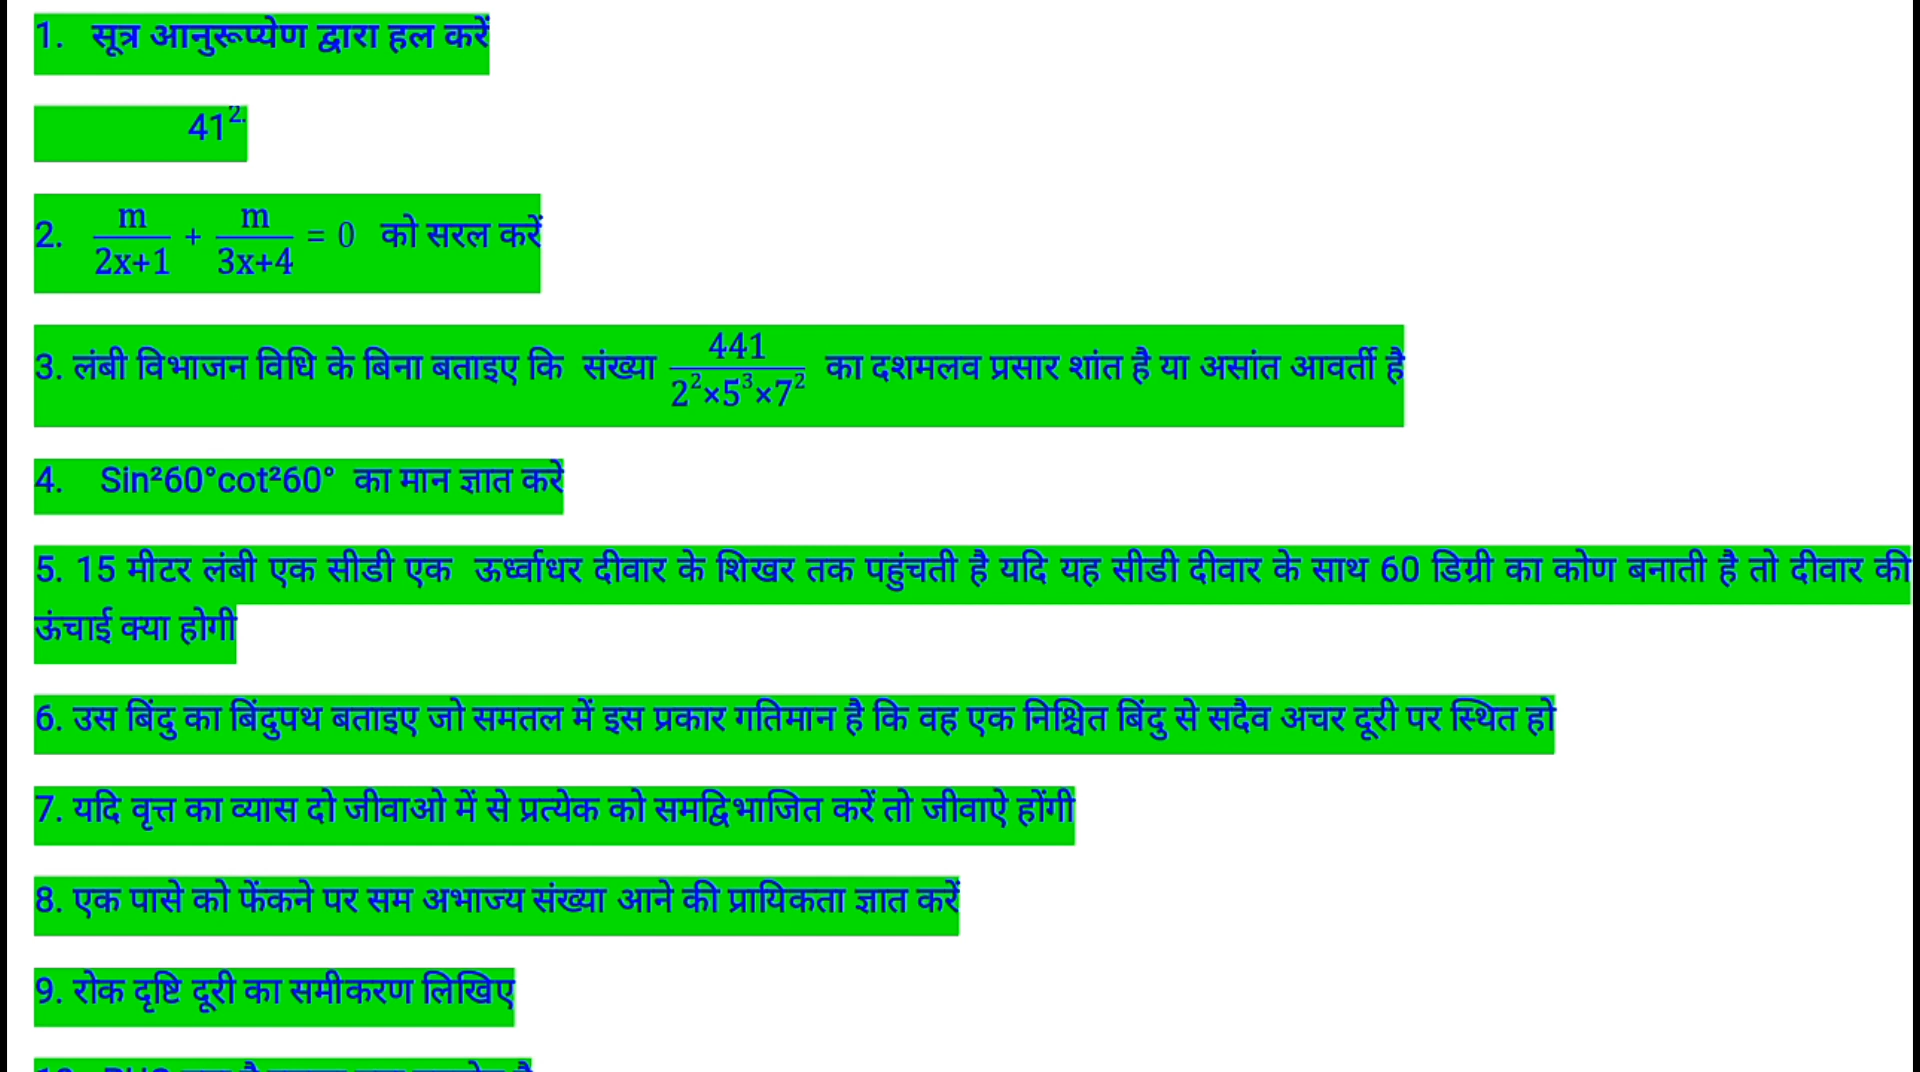 1. सूत्र आनुरूप्येण द्वारा हल करें
41².
2. m/2x+1 + m/3x+4 = 0 को सरल करें
3. लंबी विभाजन विधि के बिना बताइए कि संख्या 441/2²×5³×7² का दशमलव प्रसार शांत है या असांत आवर्ती है
4. Sin²60°cot²60° का मान ज्ञात करे
5. 15 मीटर लंबी एक सीडी एक ऊर्ध्वाधर दीवार के शिखर तक पहुंचती है यदि यह सीडी दीवार के साथ 60 डिग्री का कोण बनाती है तो दीवार की
ऊंचाई क्या होगी
6. उस बिंदु का बिंदुपथ बताइए जो समतल में इस प्रकार गतिमान है कि वह एक निश्चित बिंदु से सदैव अचर दूरी पर स्थित हो
7. यदि वृत्त का व्यास दो जीवाओ में से प्रत्येक को समद्विभाजित करें तो जीवाऐ होंगी
8. एक पासे को फेंकने पर सम अभाज्य संख्या आने की प्रायिकता ज्ञात करें
9. रोक दृष्टि दूरी का समीकरण लिखिए